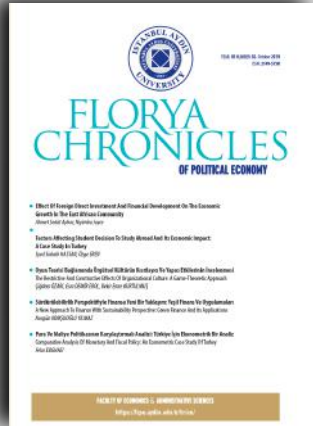 ISTANBUL AYDIN
UNIVERSITY
FLORYA
CHRONICLES
OF POLITICAL ECONOMY
Effect Of Foreign Direct Investment And Financial Development On The Economic
Growth In The East African Community
Factors Affecting Student Decision To Study Abroad And Its Economic Impact:
A Case Study In Turkey
Oyun Teorisi Bağlamında Örgütsel Kültürün Kısıtlayıcı Ve Yapıcı Etkilerinin İncelenmesi
The Restrictive And Constructive Effects Of Organizational Culture: A Game-Theoretic Approach
Sürdürülebilirlik Perspektifiyle Finansa Yeni Bir Yaklaşım: Yeşil Finans Ve Uygulamaları
A New Approach To Finance With Sustainability Perspective Green Finance And Its Applications
Para Ve Maliye Politikasının Karşılaştırmalı Analizi: Türkiye İçin Ekonometrik Bir Analiz
Comparative Analysis Of Monetary And Fiscal Policy: An Econometric Case Study Of Turkey
FACULTY OF ECONOMICS & ADMINISTRATIVE SCIENCES